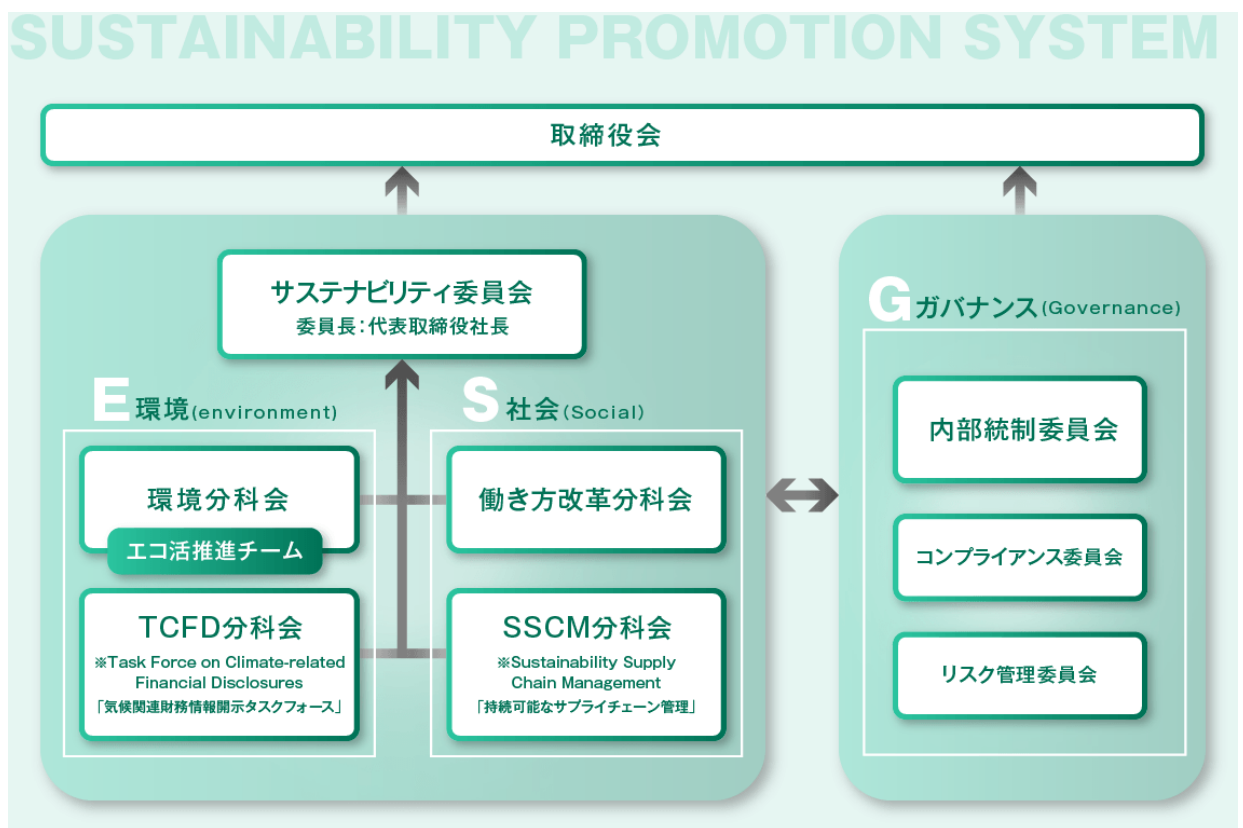 SUSTAINABILITY PROMOTION SYSTEM
取締役会
サステナビリティ委員会
委員長：代表取締役社長
E 環境(environment)
環境分科会
エコ活推進チーム
TCFD分科会
※Task Force on Climate-related
Financial Disclosures
「気候関連財務情報開示タスクフォース」
S 社会(Social)
働き方改革分科会
SSCM分科会
※Sustainability Supply
Chain Management
「持続可能なサプライチェーン管理」
G ガバナンス(Governance)
内部統制委員会
コンプライアンス委員会
リスク管理委員会